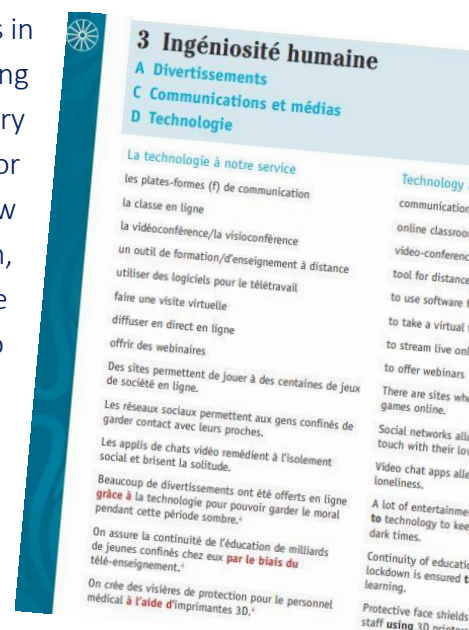 s in
ng
ry
or
w
n,
e
3 Ingéniosité humaine
A Divertissements
C Communications et médias
D Technologie
La technologie à notre service
les plates-formes (f) de communication
la classe en ligne
la vidéoconférence/la visioconférence
un outil de formation/d'enseignement à distance
utiliser des logiciels pour le télétravail
faire une visite virtuelle
diffuser en direct en ligne
offrir des webinaires
Des sites permettent de jouer à des centaines de jeux
de société en ligne.
Les réseaux sociaux permettent aux gens confinés de
garder contact avec leurs proches.
Les applis de chats vidéo remédient à l'isolement
social et brisent la solitude.
Beaucoup de divertissements ont été offerts en ligne
grâce à la technologie pour pouvoir garder le moral
pendant cette période sombre.⁴
On assure la continuité de l'éducation de milliards
de jeunes confinés chez eux par le biais du
télé-enseignement.⁴
On crée des visières de protection pour le personnel
médical à l'aide d'imprimantes 3D.⁴
Technology
communication
online classroo
video-conferenc
tool for distance
to use software f
to take a virtual
to stream live onl
to offer webinars
There are sites whe
games online.
Social networks allo
touch with their lov
Video chat apps alle
loneliness.
A lot of entertainme
to technology to kee
dark times.
Continuity of educatio
lockdown is ensured t
learning.
Protective face shields
staff using 3D printers